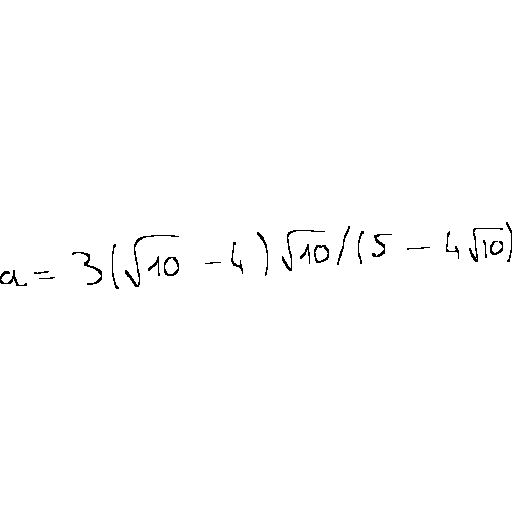 a = 3(√10 - 4)√10/(5 - 4√10)